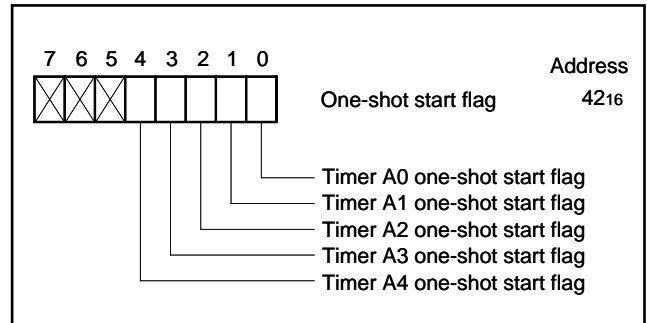 7 6 5 4 3 2 1 0
Address
One-shot start flag 4216
Timer A0 one-shot start flag
Timer A1 one-shot start flag
Timer A2 one-shot start flag
Timer A3 one-shot start flag
Timer A4 one-shot start flag